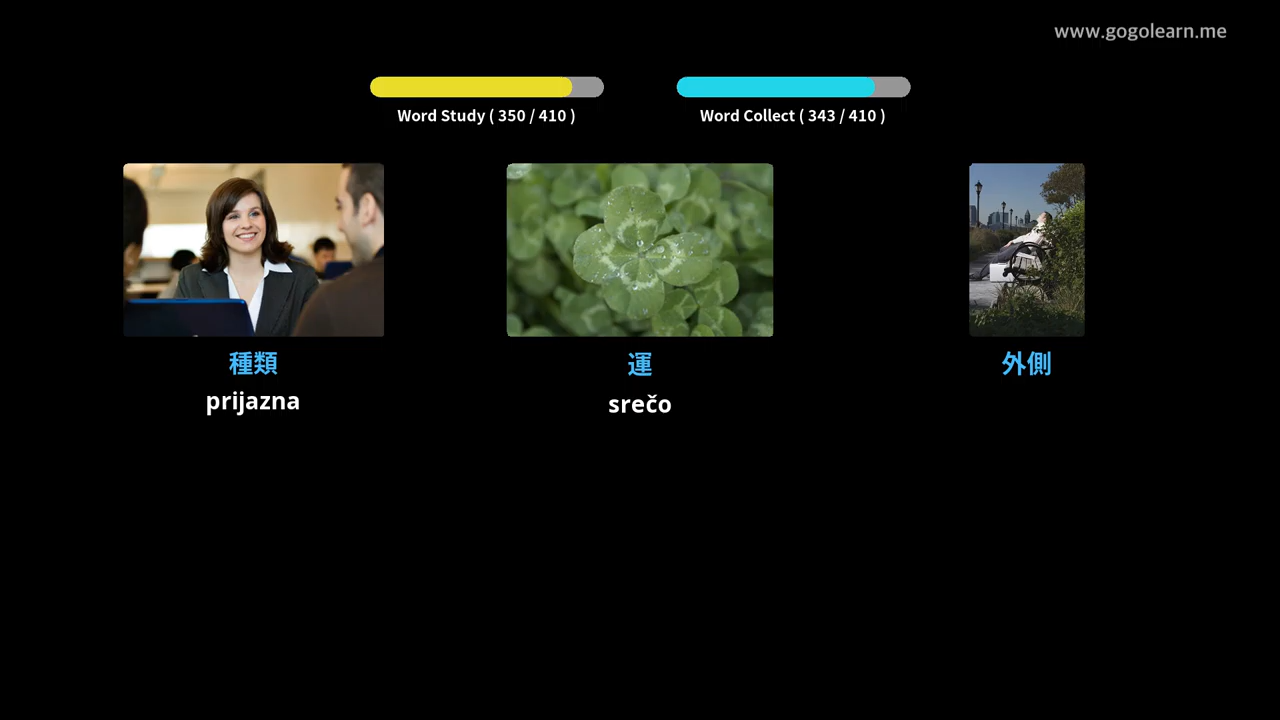 www.gogolearn.me
Word Study ( 350 / 410 )
Word Collect ( 343 / 410 )
種類
運
外側
prijazna
srečo